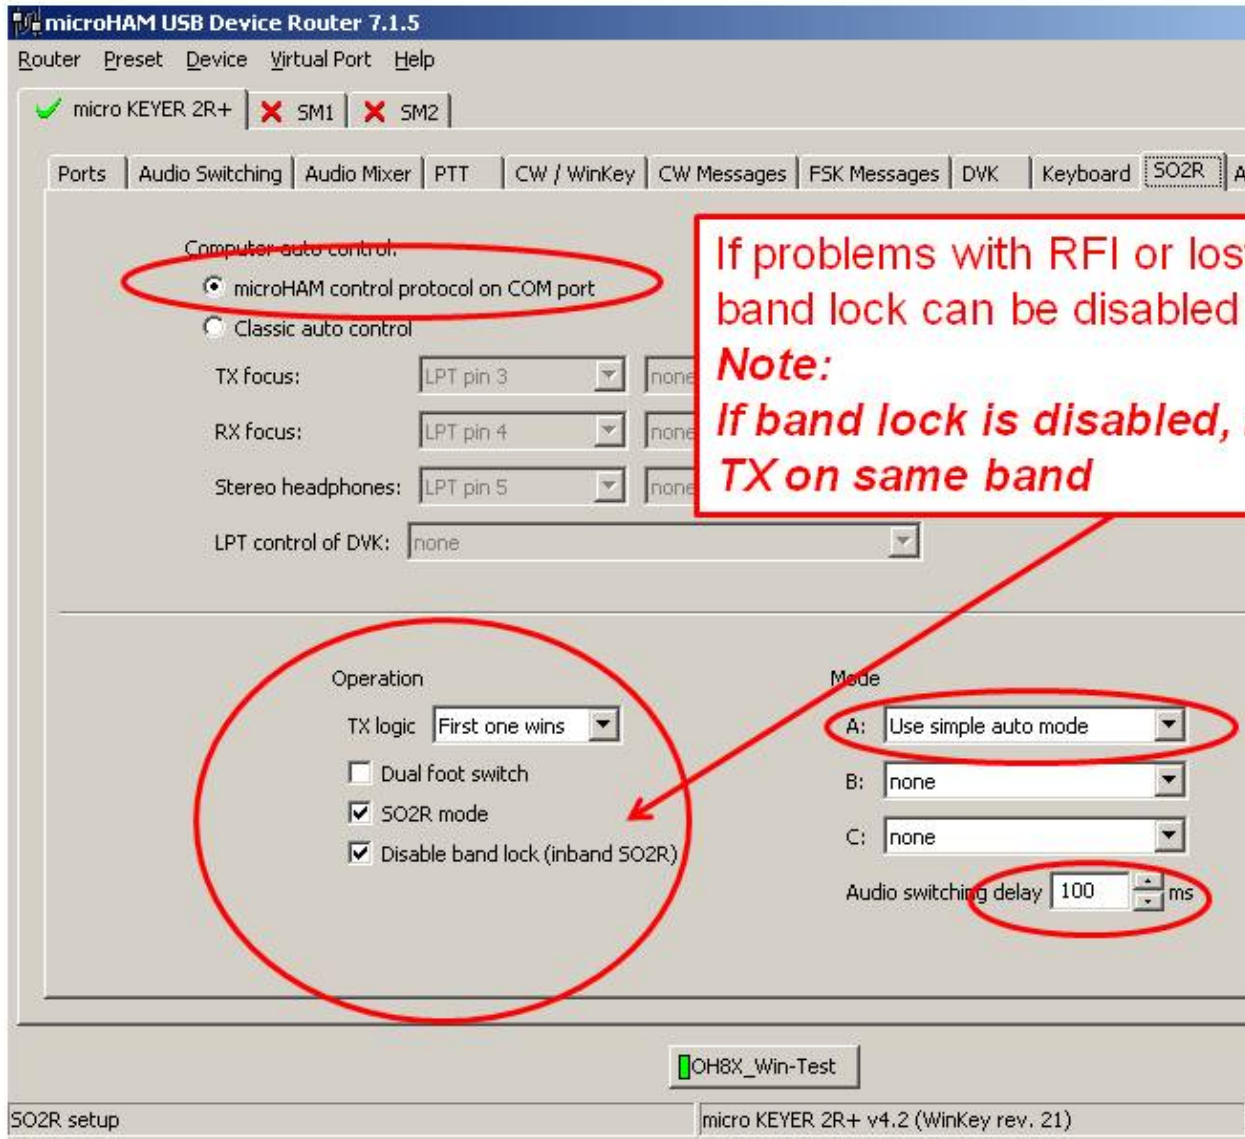 microHAM USB Device Router 7.1.5
Router Preset Device Virtual Port Help
micro KEYER 2R+ SM1 SM2
Ports Audio Switching Audio Mixer PTT CW / WinKey CW Messages FSK Messages DVK Keyboard SO2R A
Computer auto control:
microHAM control protocol on COM port
Classic auto control
TX focus: LPT pin 3 none
RX focus: LPT pin 4 none
Stereo headphones: LPT pin 5 none
LPT control of DVK: none
If problems with RFI or los
band lock can be disabled
Note:
If band lock is disabled,
TX on same band
Operation
TX logic First one wins
Dual foot switch
SO2R mode
Disable band lock (inband SO2R)
Mode
A: Use simple auto mode
B: none
C: none
Audio switching delay 100 ms
OH8X_Win-Test
SO2R setup
micro KEYER 2R+ v4.2 (WinKey rev. 21)